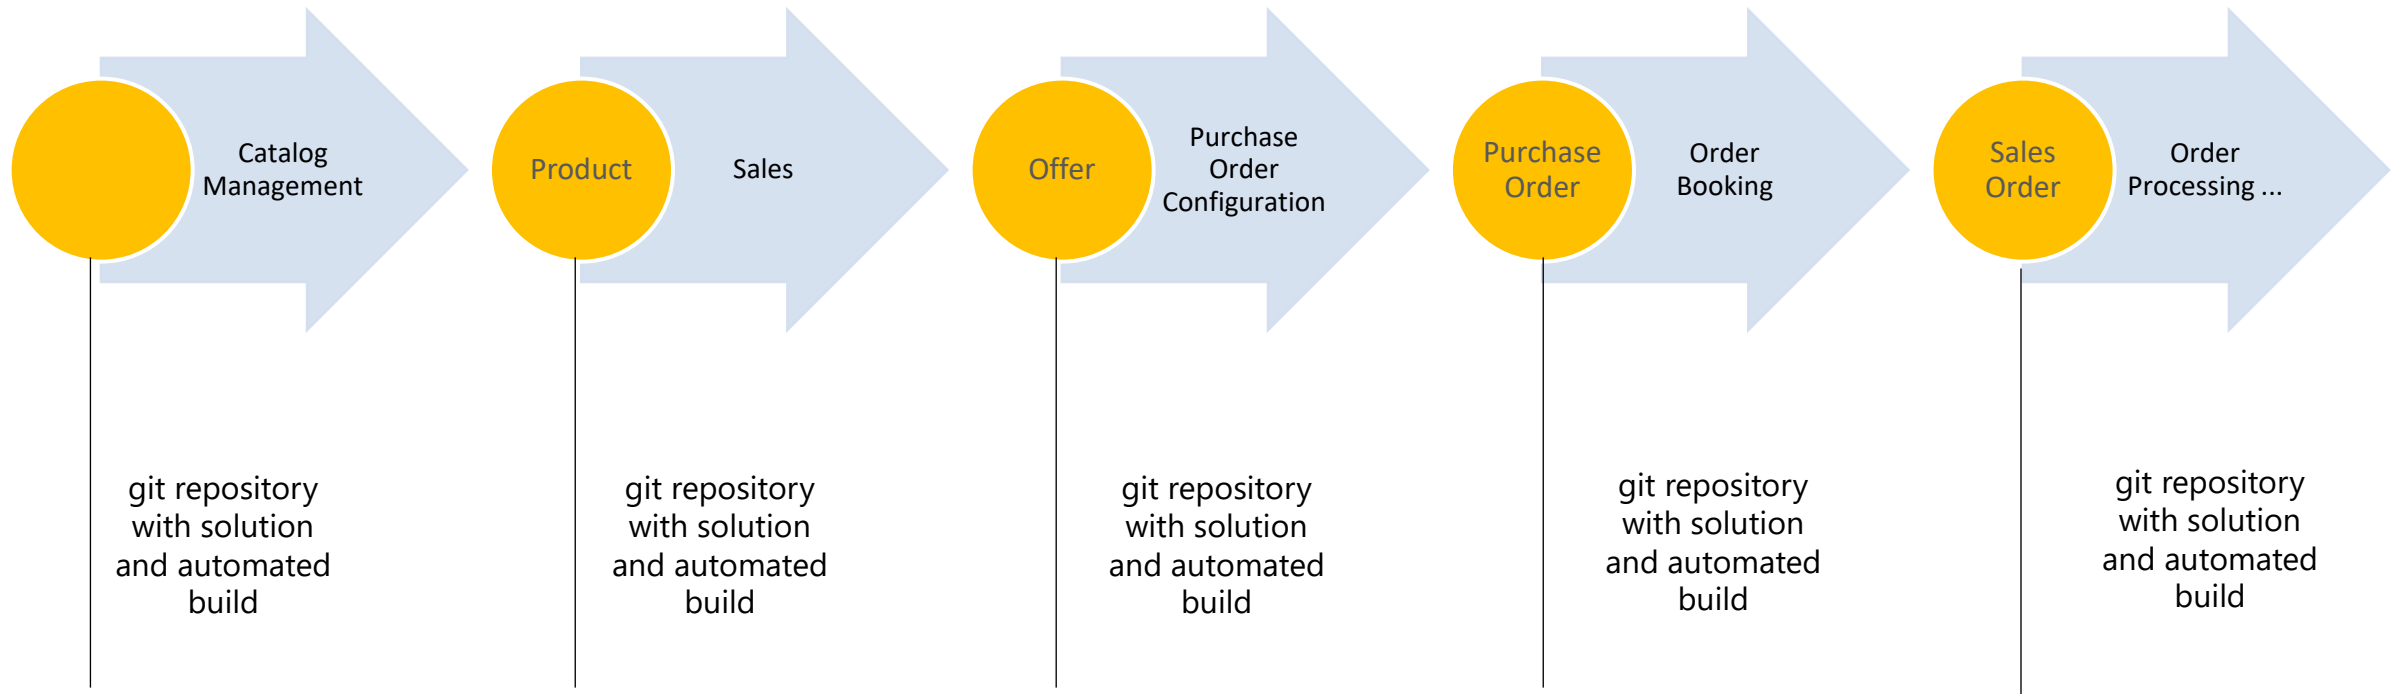 Catalog
Management
Product
Sales
Offer
Purchase
Order
Configuration
Purchase
Order
Order
Booking
Sales
Order
Order
Processing ...
git repository
with solution
and automated
build
git repository
with solution
and automated
build
git repository
with solution
and automated
build
git repository
with solution
and automated
build
git repository
with solution
and automated
build